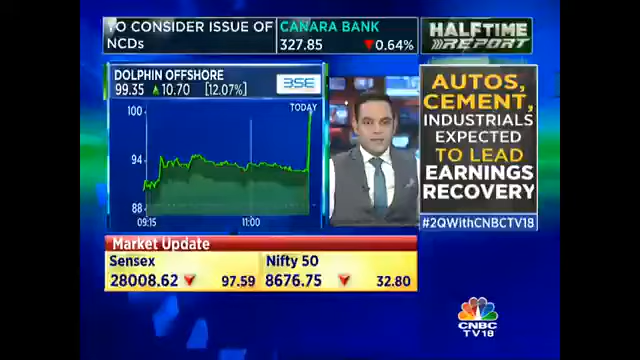 TO CONSIDER ISSUE OF
NCDs
CANARA BANK
327.85 ▼0.64%
HALFTIME
REPORT
DOLPHIN OFFSHORE
99.35 ▲ 10.70 [12.07%]
BSE
TODAY
100
94
88
09:15 11:00
AUTOS,
CEMENT,
INDUSTRIALS
EXPECTED
TO LEAD
EARNINGS
RECOVERY
#2QWithCNBCTV18
Market Update
Sensex Nifty 50
28008.62 ▼ 97.59 8676.75 ▼ 32.80
CNBC
TV18